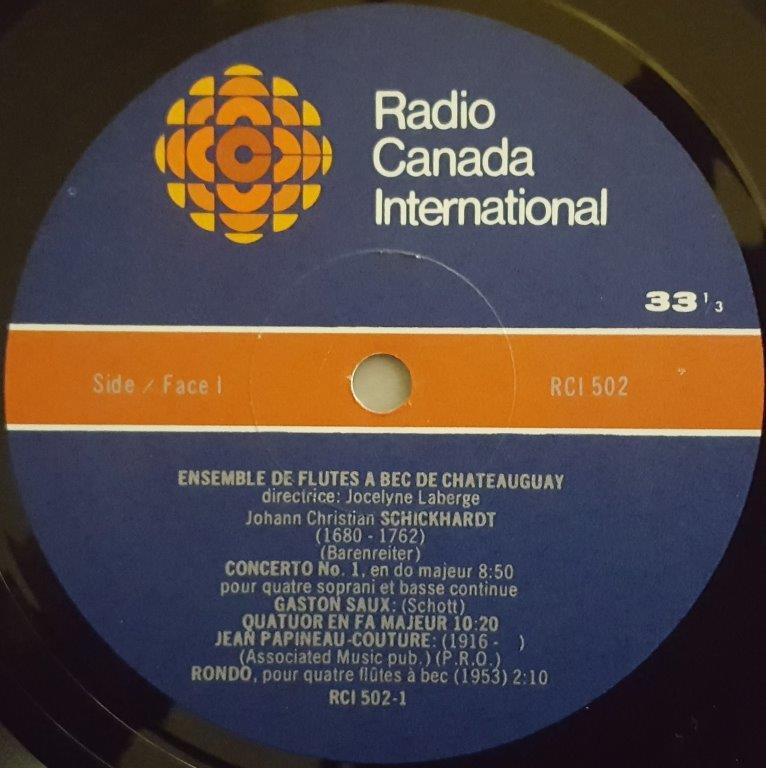 Radio
Canada
International
33 1/3
Side / Face 1
RCI 502
ENSEMBLE DE FLUTES A BEC DE CHATEAUGUAY
directrice: Jocelyne Laberge
Johann Christian SCHICKHARDT
(1680 - 1762)
(Barenreiter)
CONCERTO No. 1, en do majeur 8:50
pour quatre soprani et basse continue
GASTON SAUX: (Schott)
QUATUOR EN FA MAJEUR 10:20
JEAN PAPINEAU-COUTURE: (1916 -   )
(Associated Music pub.) (P.R.O.)
RONDO, pour quatre flûtes à bec (1953) 2:10
RCI 502-1